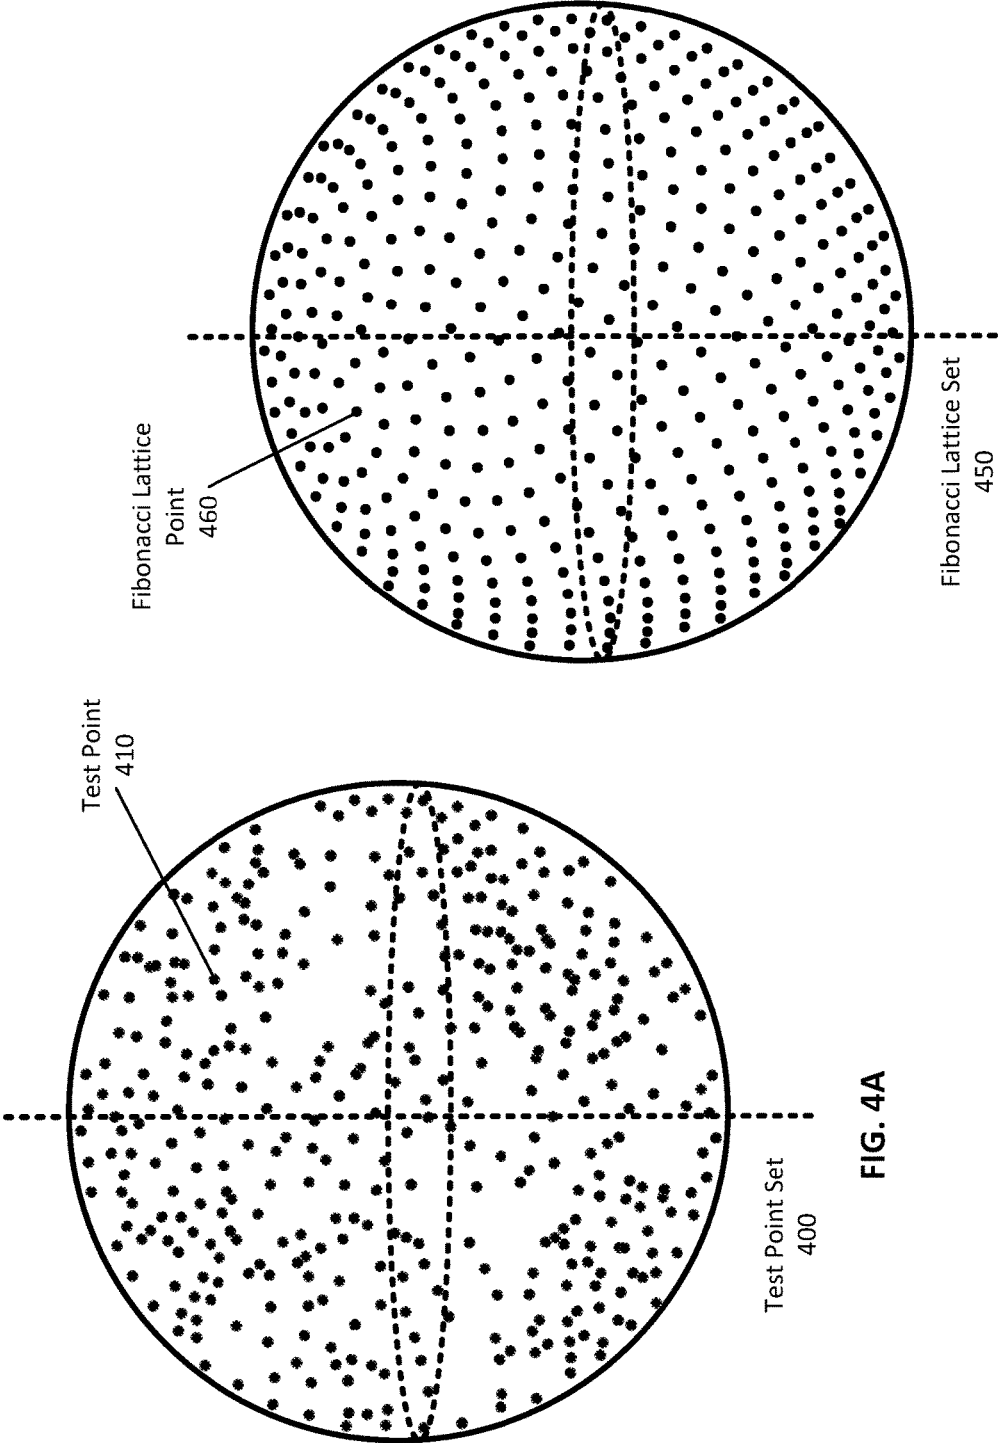 Test Point
410
Test Point Set
400
Fibonacci Lattice
Point
460
Fibonacci Lattice Set
450
FIG. 4A